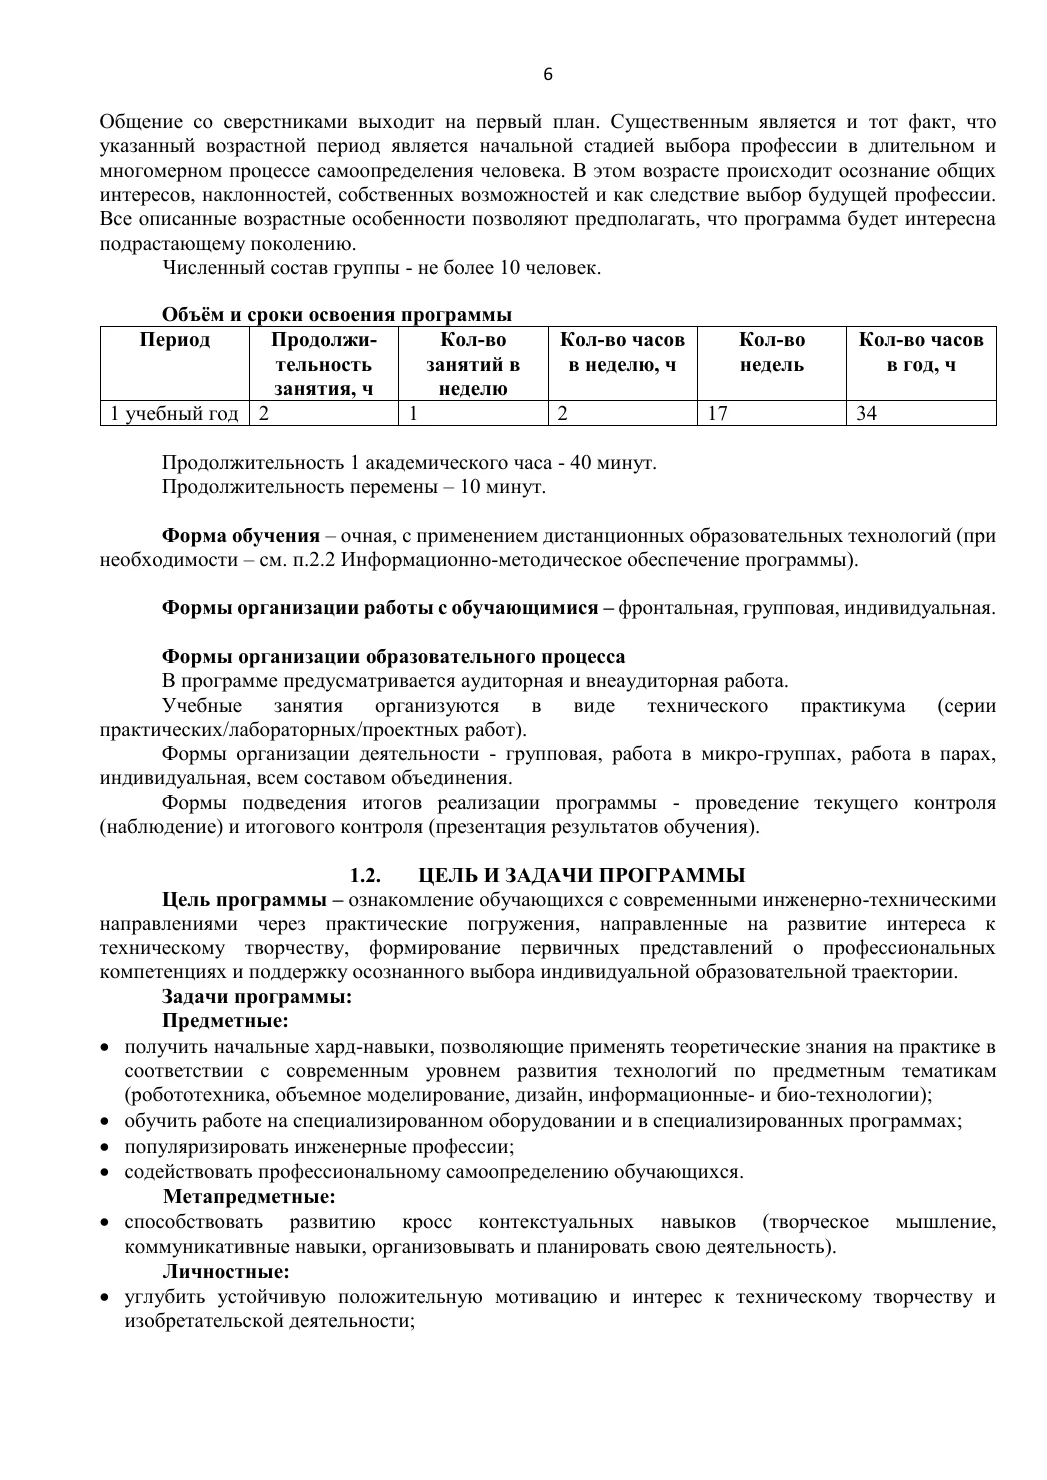 6
Общение со сверстниками выходит на первый план. Существенным является и тот факт, что
указанный возрастной период является начальной стадией выбора профессии в длительном и
многомерном процессе самоопределения человека. В этом возрасте происходит осознание общих
интересов, наклонностей, собственных возможностей и как следствие выбор будущей профессии.
Все описанные возрастные особенности позволяют предполагать, что программа будет интересна
подрастающему поколению.
Численный состав группы - не более 10 человек.
Объём и сроки освоения программы
Период Продолжи- Кол-во Кол-во часов Кол-во Кол-во часов
тельность занятий в в неделю, ч недель в год, ч
занятия, ч неделю
1 учебный год 2 1 2 17 34
Продолжительность 1 академического часа - 40 минут.
Продолжительность перемены – 10 минут.
Форма обучения – очная, с применением дистанционных образовательных технологий (при
необходимости – см. п.2.2 Информационно-методическое обеспечение программы).
Формы организации работы с обучающимися – фронтальная, групповая, индивидуальная.
Формы организации образовательного процесса
В программе предусматривается аудиторная и внеаудиторная работа.
Учебные занятия организуются в виде технического практикума (серии
практических/лабораторных/проектных работ).
Формы организации деятельности - групповая, работа в микро-группах, работа в парах,
индивидуальная, всем составом объединения.
Формы подведения итогов реализации программы - проведение текущего контроля
(наблюдение) и итогового контроля (презентация результатов обучения).
1.2. ЦЕЛЬ И ЗАДАЧИ ПРОГРАММЫ
Цель программы – ознакомление обучающихся с современными инженерно-техническими
направлениями через практические погружения, направленные на развитие интереса к
техническому творчеству, формирование первичных представлений о профессиональных
компетенциях и поддержку осознанного выбора индивидуальной образовательной траектории.
Задачи программы:
Предметные:
• получить начальные хард-навыки, позволяющие применять теоретические знания на практике в
соответствии с современным уровнем развития технологий по предметным тематикам
(робототехника, объемное моделирование, дизайн, информационные- и био-технологии);
• обучить работе на специализированном оборудовании и в специализированных программах;
• популяризировать инженерные профессии;
• содействовать профессиональному самоопределению обучающихся.
Метапредметные:
• способствовать развитию кросс контекстуальных навыков (творческое мышление,
коммуникативные навыки, организовывать и планировать свою деятельность).
Личностные:
• углубить устойчивую положительную мотивацию и интерес к техническому творчеству и
изобретательской деятельности;